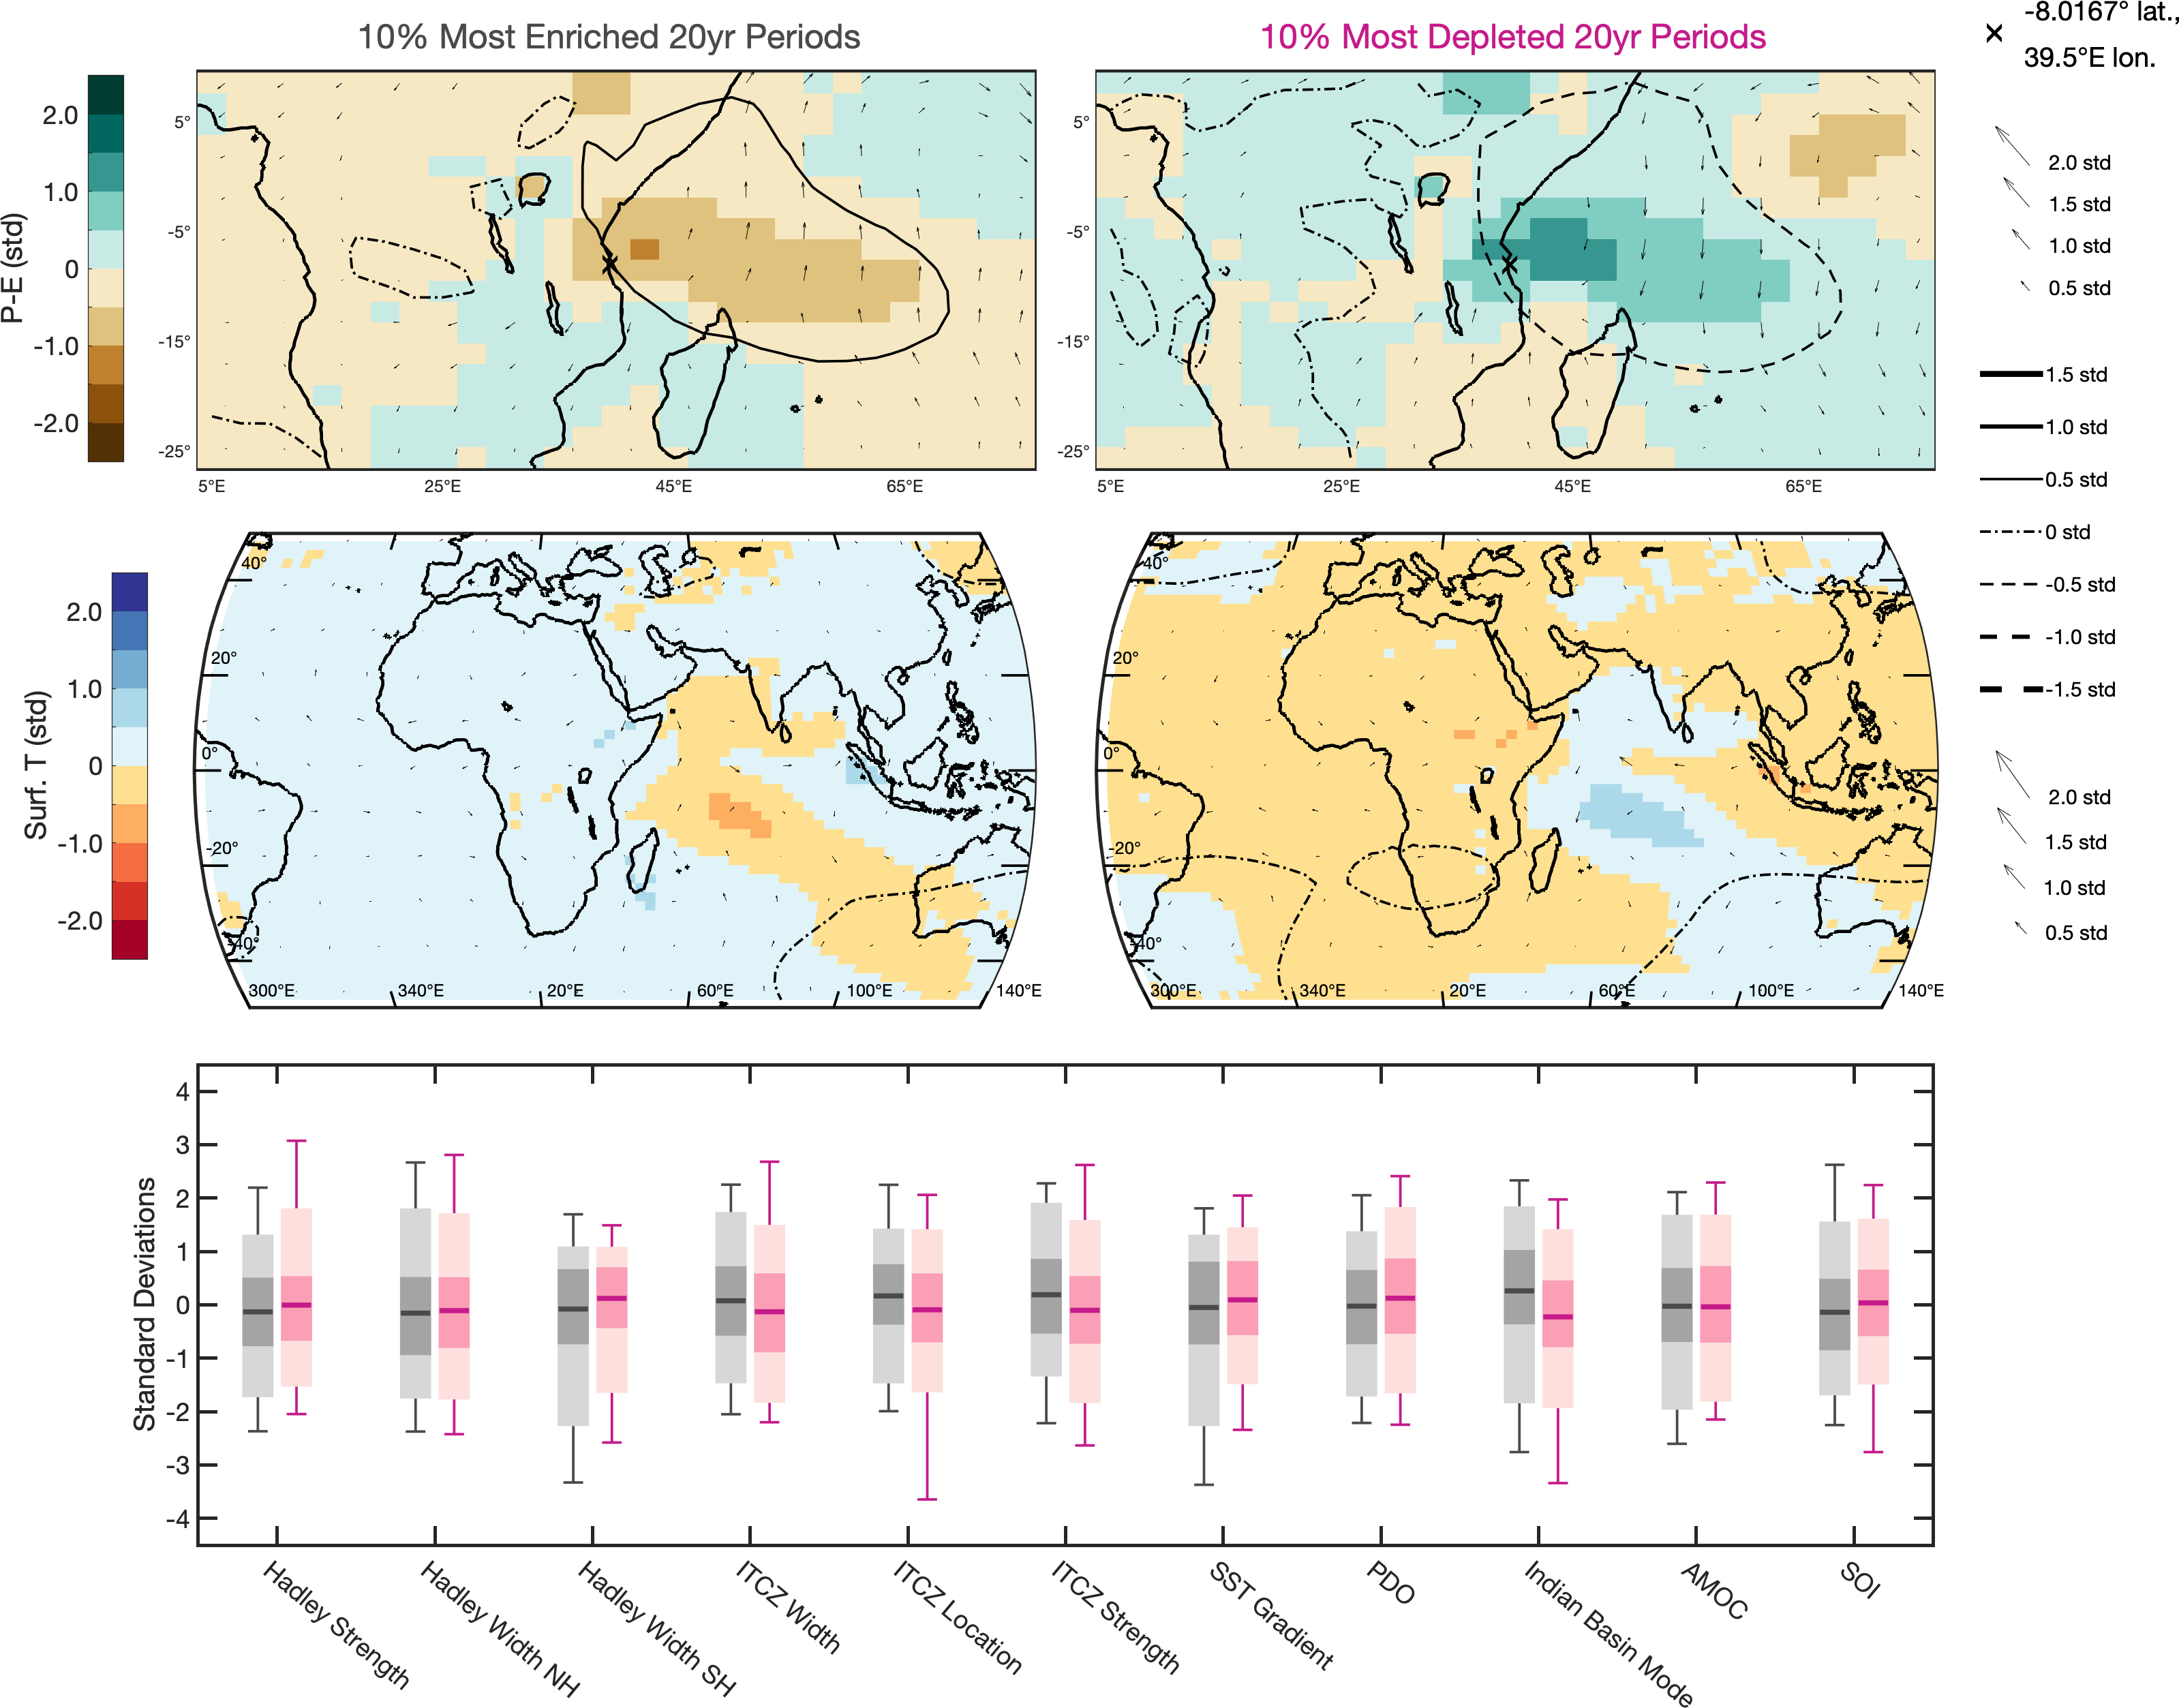 10% Most Enriched 20yr Periods
10% Most Depleted 20yr Periods
-8.0167° lat.,
39.5°E lon.
P-E (std)
2.0
1.0
0
-1.0
-2.0
5°
-5°
-15°
-25°
5°E
25°E
45°E
65°E
5°
-5°
-15°
-25°
5°E
25°E
45°E
65°E
2.0 std
1.5 std
1.0 std
0.5 std
1.5 std
1.0 std
0.5 std
0 std
-0.5 std
-1.0 std
-1.5 std
Surf. T (std)
2.0
1.0
0
-1.0
-2.0
40°
20°
0°
-20°
-40°
300°E
340°E
20°E
60°E
100°E
140°E
40°
20°
0°
-20°
-40°
300°E
340°E
20°E
60°E
100°E
140°E
2.0 std
1.5 std
1.0 std
0.5 std
Standard Deviations
4
3
2
1
0
-1
-2
-3
-4
Hadley Strength
Hadley Width NH
Hadley Width SH
ITCZ Width
ITCZ Location
ITCZ Strength
SST Gradient
PDO
Indian Basin Mode
AMOC
SOI